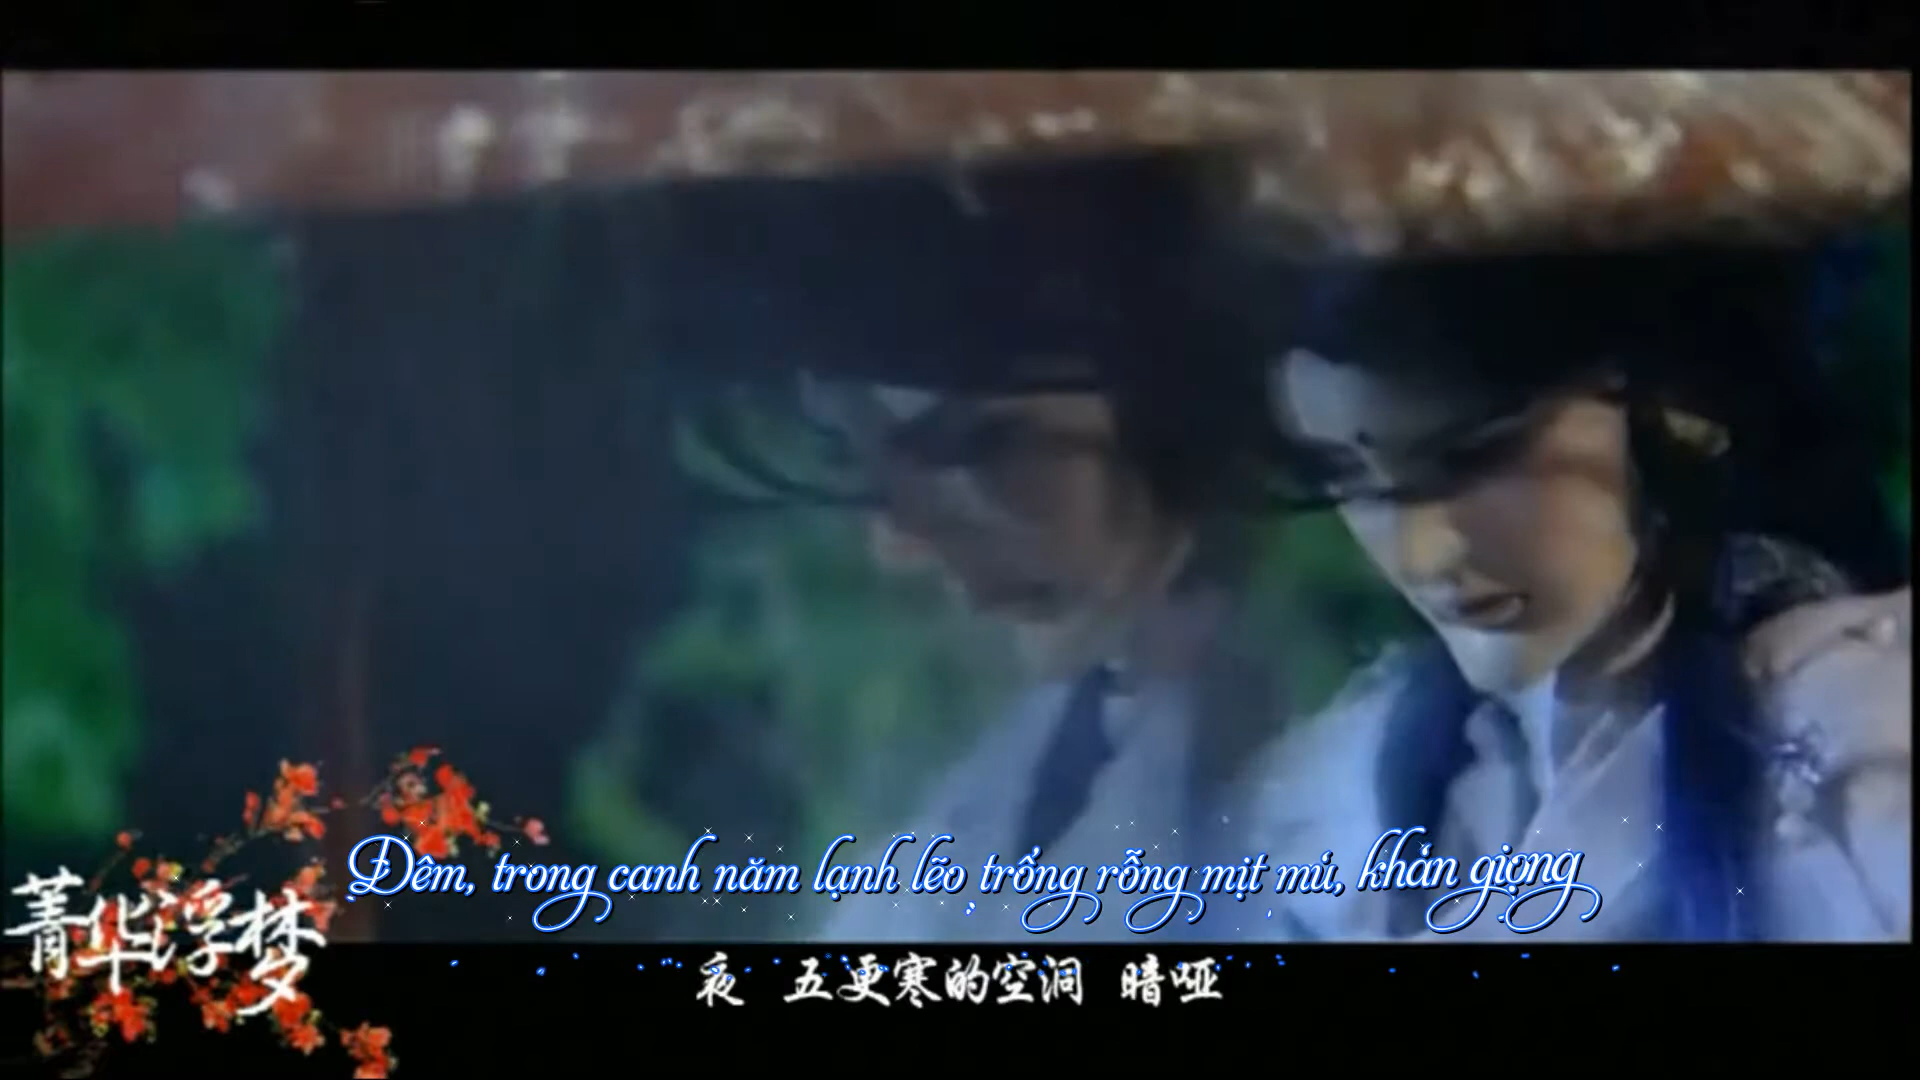 Đêm, trong canh năm lạnh lẽo trống rỗng mịt mú, khản giọng
菁华浮梦
夜 五更寒的空洞 暗哑